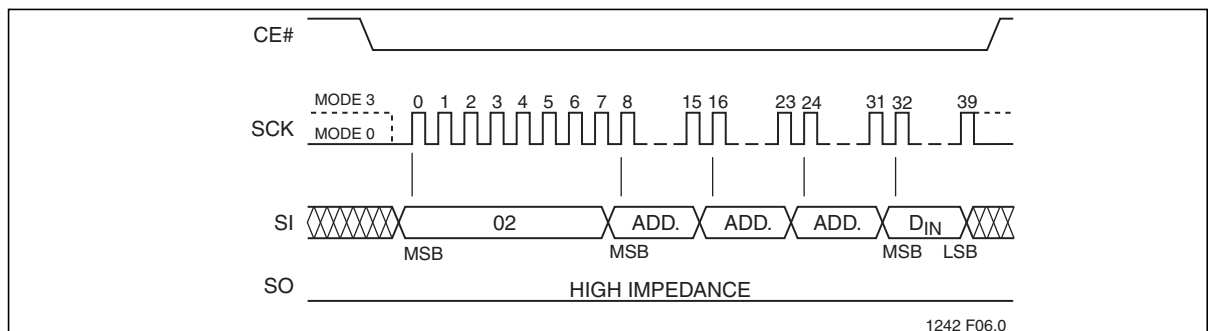 CE#
MODE 3 0 1 2 3 4 5 6 7 8 15 16 23 24 31 32 39
SCK MODE 0
SI 02 ADD. ADD. ADD. DIN
MSB MSB MSB LSB
SO HIGH IMPEDANCE
1242 F06.0